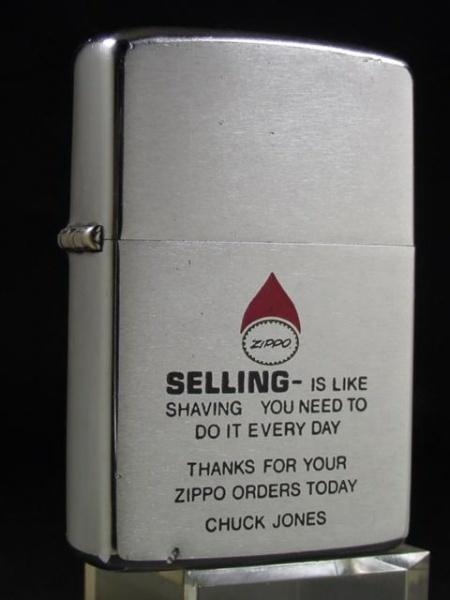 ZIPPO
SELLING- IS LIKE
SHAVING YOU NEED TO
DO IT EVERY DAY
THANKS FOR YOUR
ZIPPO ORDERS TODAY
CHUCK JONES